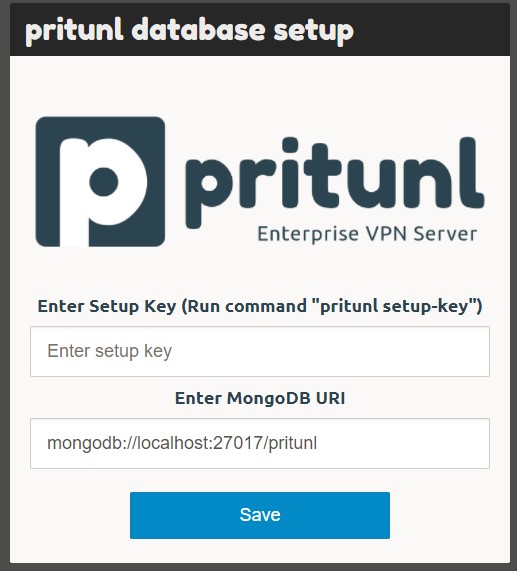 pritunl database setup
p pritunl
Enterprise VPN Server
Enter Setup Key (Run command "pritunl setup-key")
Enter setup key
Enter MongoDB URI
mongodb://localhost:27017/pritunl
Save